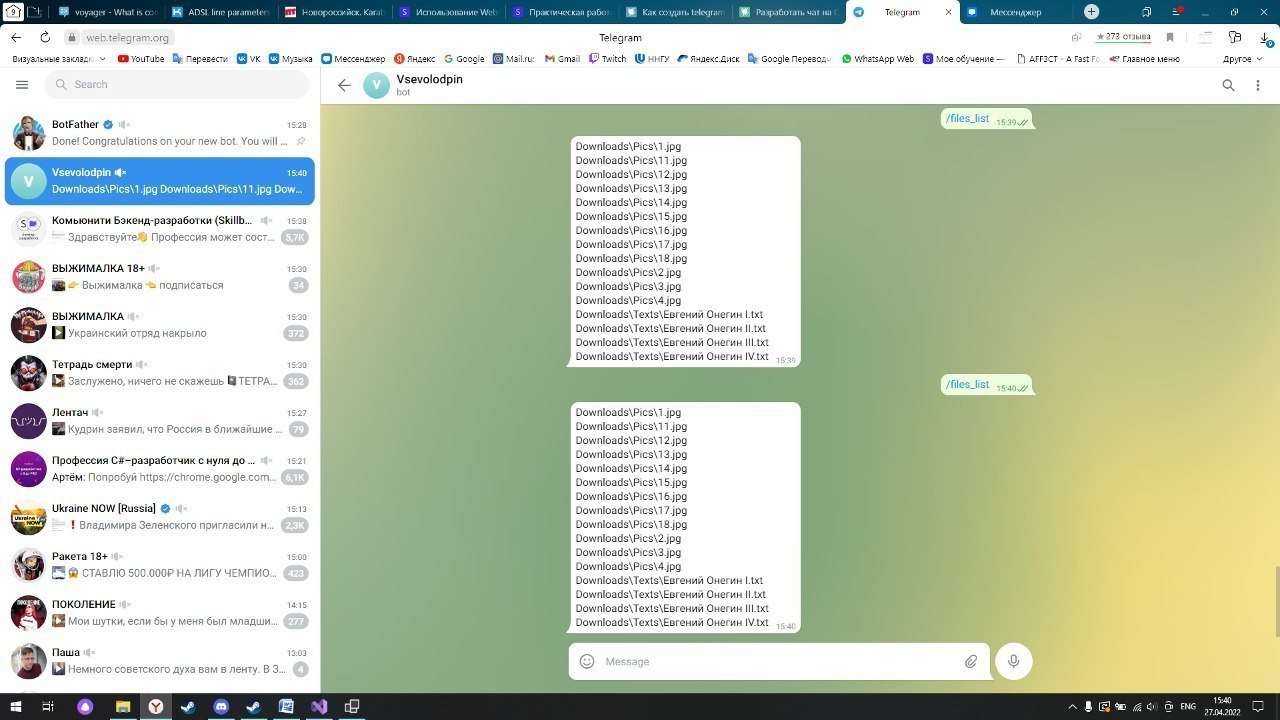 9
voyager - What is co
ADSL line parameters
Новороссийск. Karat
Использование Web
Практическая работ
Как создать telegram
Разработать чат на С
Telegram
Мессенджер
web.telegram.org
Telegram
273 отзыва
Визуальные заклад
YouTube
Перевести
VK
Музыка
Мессенджер
Яндекс
Google
Mail.ru:
Gmail
Twitch
ННГУ
Яндекс.Диск
Google Перевод
WhatsApp Web
Мое обучение —
AFF3CT - A Fast Fo
Главное меню
Другое
Search
Vsevolodpin
bot
BotFather
15:28
Done! Congratulations on your new bot. You will ...
Vsevolodpin
15:40
Downloads\Pics\1.jpg Downloads\Pics\11.jpg Dow...
Комьюнити Бэкенд-разработки (Skillb...
15:38
Здравствуйте👋 Профессия может сост...
5,7K
ВЫЖИМАЛКА 18+
15:30
👉 Выжималка 👈 подписаться
34
ВЫЖИМАЛКА
15:30
Украинский отряд накрыло
372
Тетрадь смерти
15:30
Заслужено, ничего не скажешь 📓ТЕТРА...
362
Лентач
15:27
Кудрин заявил, что Россия в ближайшие ...
79
Профессия C#–разработчик с нуля до ...
15:21
Артём: Попробуй https://chrome.google.com...
6,1K
Ukraine NOW [Russia]
15:13
❗ Владимира Зеленского пригласили н...
2,3K
Ракета 18+
15:00
😱 СТАВЛЮ 500.000₽ НА ЛИГУ ЧЕМПИО...
423
ПОКОЛЕНИЕ
14:15
Мои шутки, если бы у меня был младши...
277
Паша
13:03
Немного советского духа вам в ленту. В З...
4
/files_list 15:39
Downloads\Pics\1.jpg
Downloads\Pics\11.jpg
Downloads\Pics\12.jpg
Downloads\Pics\13.jpg
Downloads\Pics\14.jpg
Downloads\Pics\15.jpg
Downloads\Pics\16.jpg
Downloads\Pics\17.jpg
Downloads\Pics\18.jpg
Downloads\Pics\2.jpg
Downloads\Pics\3.jpg
Downloads\Pics\4.jpg
Downloads\Texts\Евгений Онегин I.txt
Downloads\Texts\Евгений Онегин II.txt
Downloads\Texts\Евгений Онегин III.txt
Downloads\Texts\Евгений Онегин IV.txt 15:39
/files_list 15:40
Downloads\Pics\1.jpg
Downloads\Pics\11.jpg
Downloads\Pics\12.jpg
Downloads\Pics\13.jpg
Downloads\Pics\14.jpg
Downloads\Pics\15.jpg
Downloads\Pics\16.jpg
Downloads\Pics\17.jpg
Downloads\Pics\18.jpg
Downloads\Pics\2.jpg
Downloads\Pics\3.jpg
Downloads\Pics\4.jpg
Downloads\Texts\Евгений Онегин I.txt
Downloads\Texts\Евгений Онегин II.txt
Downloads\Texts\Евгений Онегин III.txt
Downloads\Texts\Евгений Онегин IV.txt 15:40
Message
15:40
27.04.2022